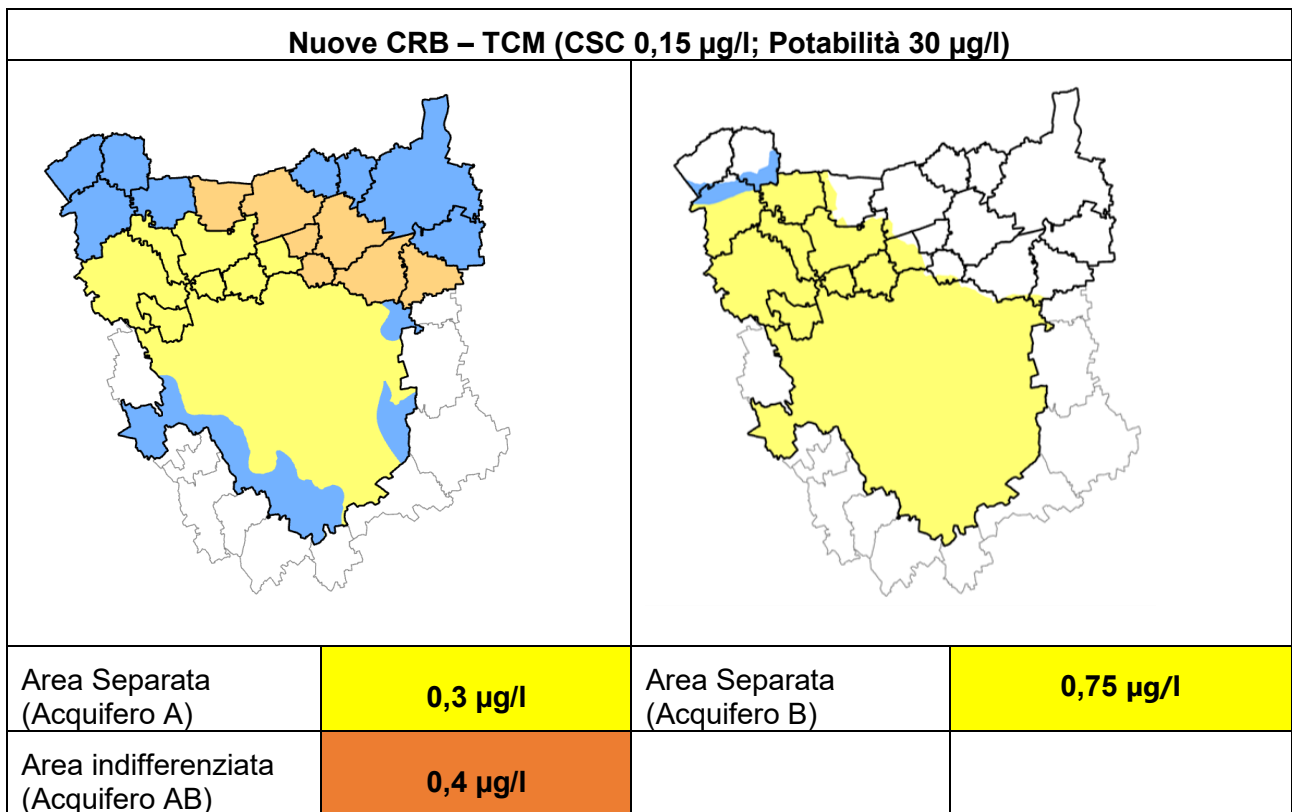 Nuove CRB – TCM (CSC 0,15 µg/l; Potabilità 30 µg/l)
Area Separata
(Acquifero A)
0,3 µg/l
Area Separata
(Acquifero B)
0,75 µg/l
Area indifferenziata
(Acquifero AB)
0,4 µg/l